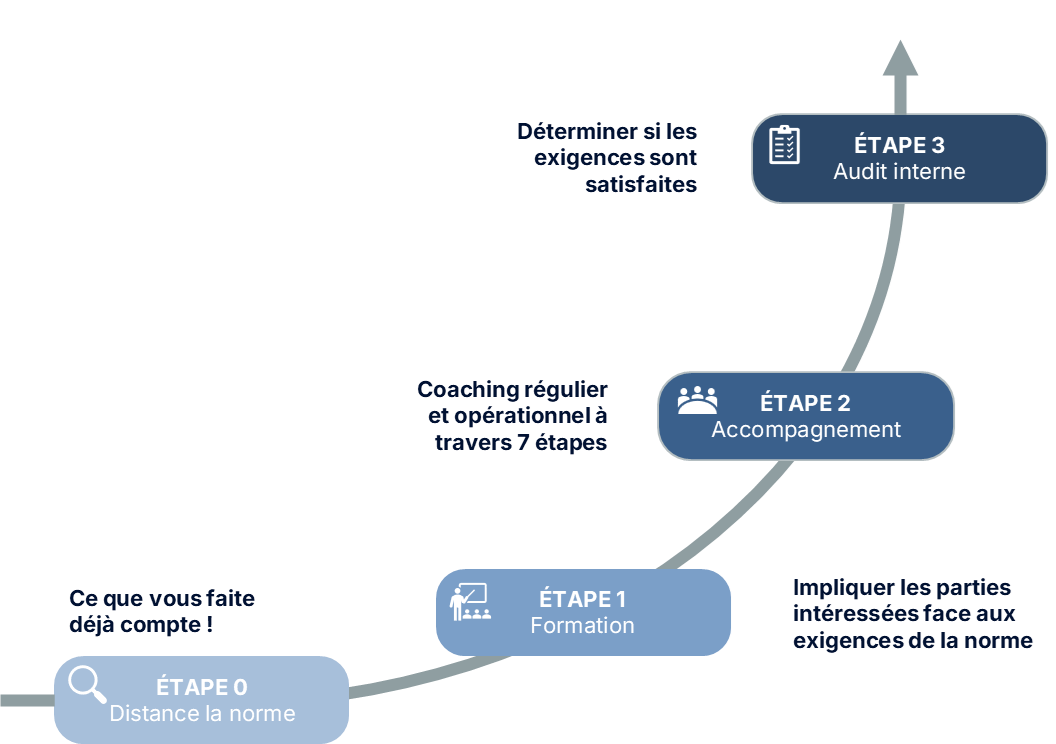 Déterminer si les
exigences sont
satisfaites
ÉTAPE 3
Audit interne
Coaching régulier
et opérationnel à
travers 7 étapes
ÉTAPE 2
Accompagnement
Ce que vous faite
déjà compte !
ÉTAPE 1
Formation
Impliquer les parties
intéressées face aux
exigences de la norme
ÉTAPE 0
Distance la norme